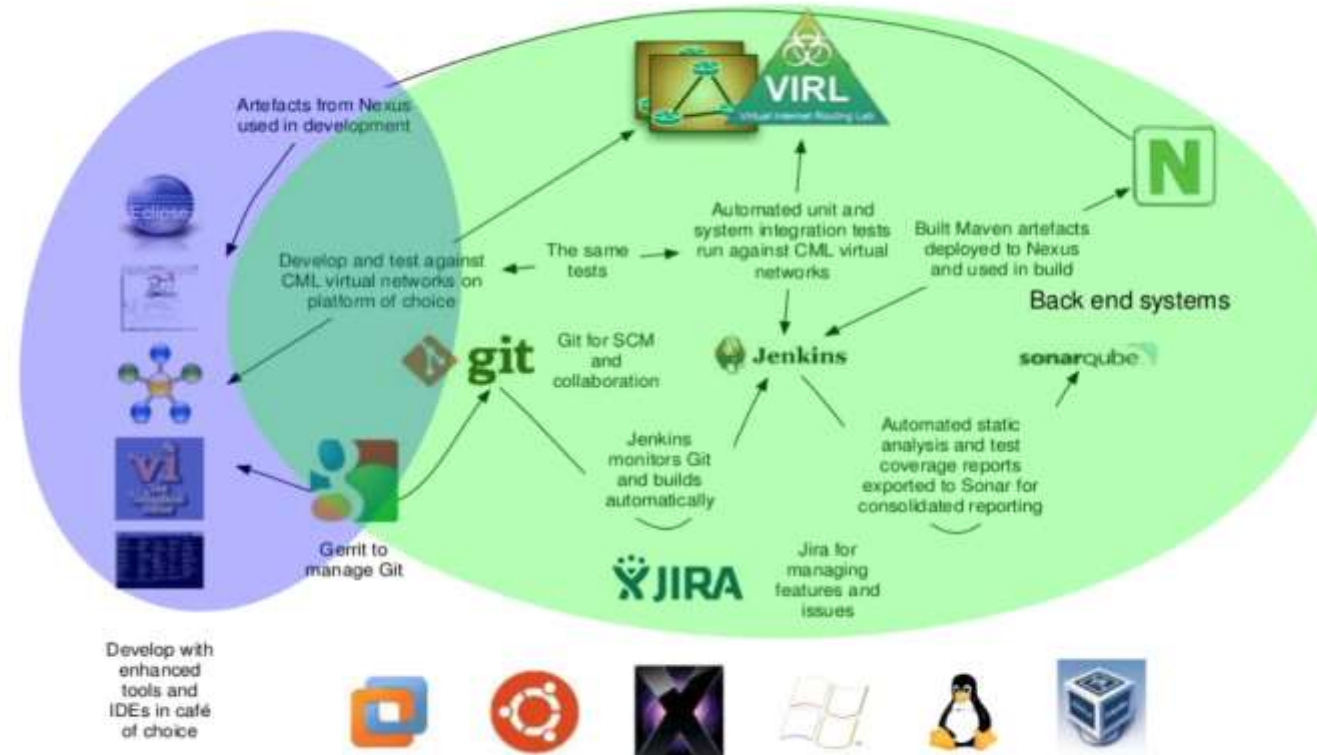 Artefacts from Nexus
used in development
VIRL
Virtual Internet Routing Lab
N
Eclipse
Develop and test against
CML virtual networks on
platform of choice
The same
tests
Automated unit and
system integration tests
run against CML virtual
networks
Built Maven artefacts
deployed to Nexus
and used in build
Back end systems
git
Git for SCM
and
collaboration
Jenkins
sonarqube
Jenkins
monitors Git
and builds
automatically
Automated static
analysis and test
coverage reports
exported to Sonar for
consolidated reporting
vi
Gerrit to
manage Git
JIRA
Jira for
managing
features and
issues
Develop with
enhanced
tools and
IDEs in café
of choice